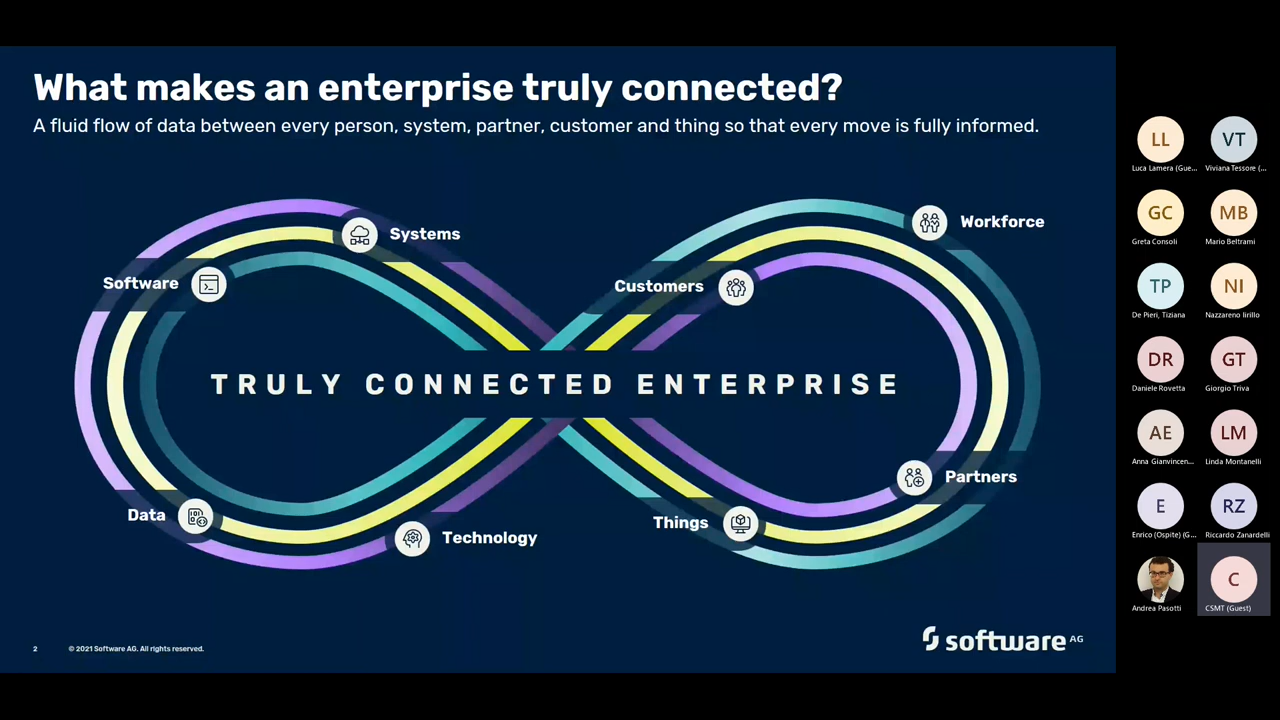 What makes an enterprise truly connected?
A fluid flow of data between every person, system, partner, customer and thing so that every move is fully informed.
Systems
Workforce
Software
Customers
TRULY CONNECTED ENTERPRISE
Partners
Data
Things
Technology
2
© 2021 Software AG. All rights reserved.
software AG
LL
VT
Luca Lamera (Gue...
Viviana Tessore (...
GC
MB
Greta Consoli
Mario Beltrami
TP
NI
De Pieri, Tiziana
Nazzareno Iirillo
DR
GT
Daniele Rovetta
Giorgio Triva
AE
LM
Anna Gianvincen...
Linda Montanelli
E
RZ
Enrico (Ospite) (G...
Riccardo Zanardelli
C
Andrea Pasotti
CSMT (Guest)